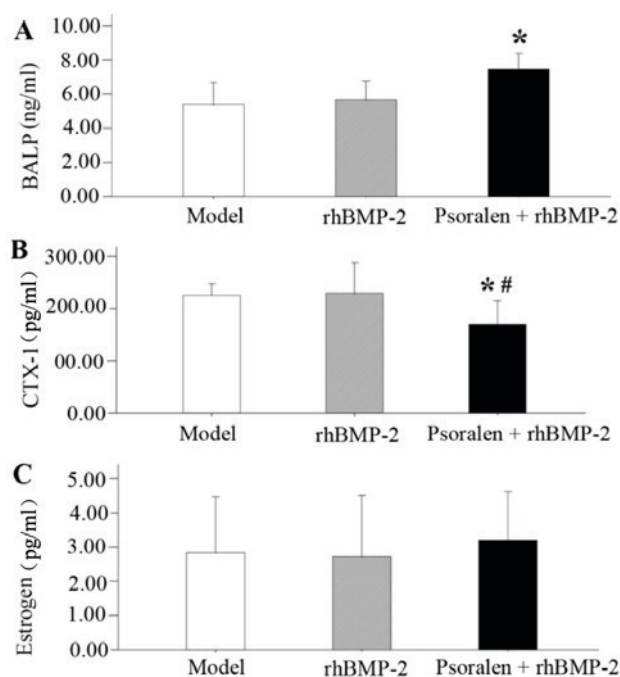 A
BALP (ng/ml)
10.00
8.00
6.00
4.00
2.00
0.00
*
Model
rhBMP-2
Psoralen + rhBMP-2
B
CTX-1 (pg/ml)
300.00
200.00
00.00
0.00
* #
Model
rhBMP-2
Psoralen + rhBMP-2
C
Estrogen (pg/ml)
5.00
4.00
3.00
2.00
1.00
0.00
Model
rhBMP-2
Psoralen + rhBMP-2